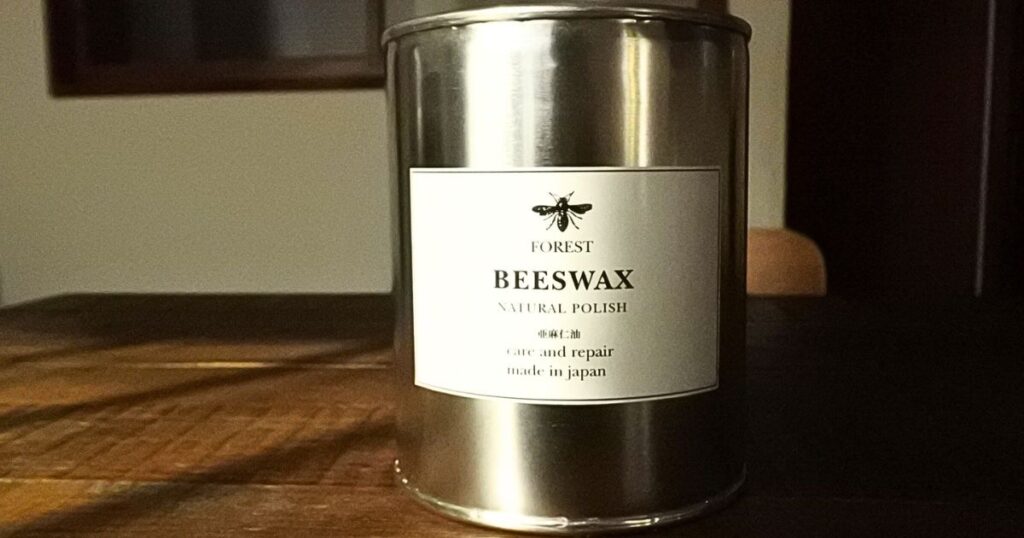 FOREST
BEESWAX
NATURAL POLISH
亜麻仁油
care and repair
made in japan